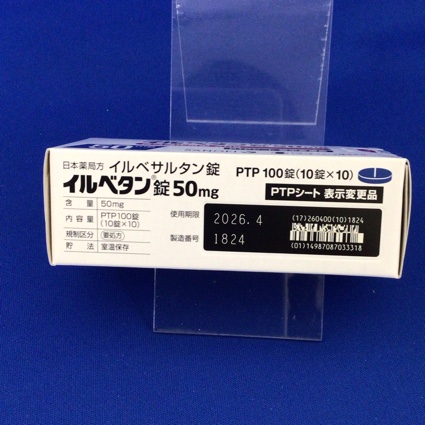 日本薬局方 イルベサルタン錠
イルベタン®錠50mg
PTP 100錠(10錠×10)
PTPシート 表示変更品
含 量 50mg
内容量 PTP100錠
(10錠×10)
規制区分 要処方
貯 法 室温保存
使用期限 2026.4
製造番号 1824
(17)260400(10)1824
(01)14987087033318